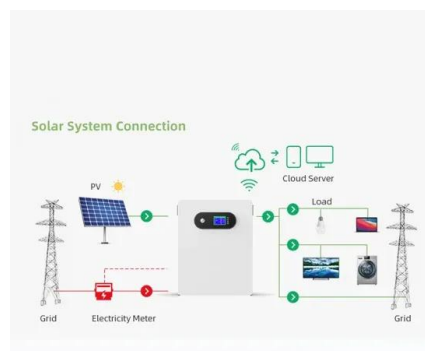 Solar System Connection
PV
Cloud Server
Load
Grid
Electricity Meter
Grid